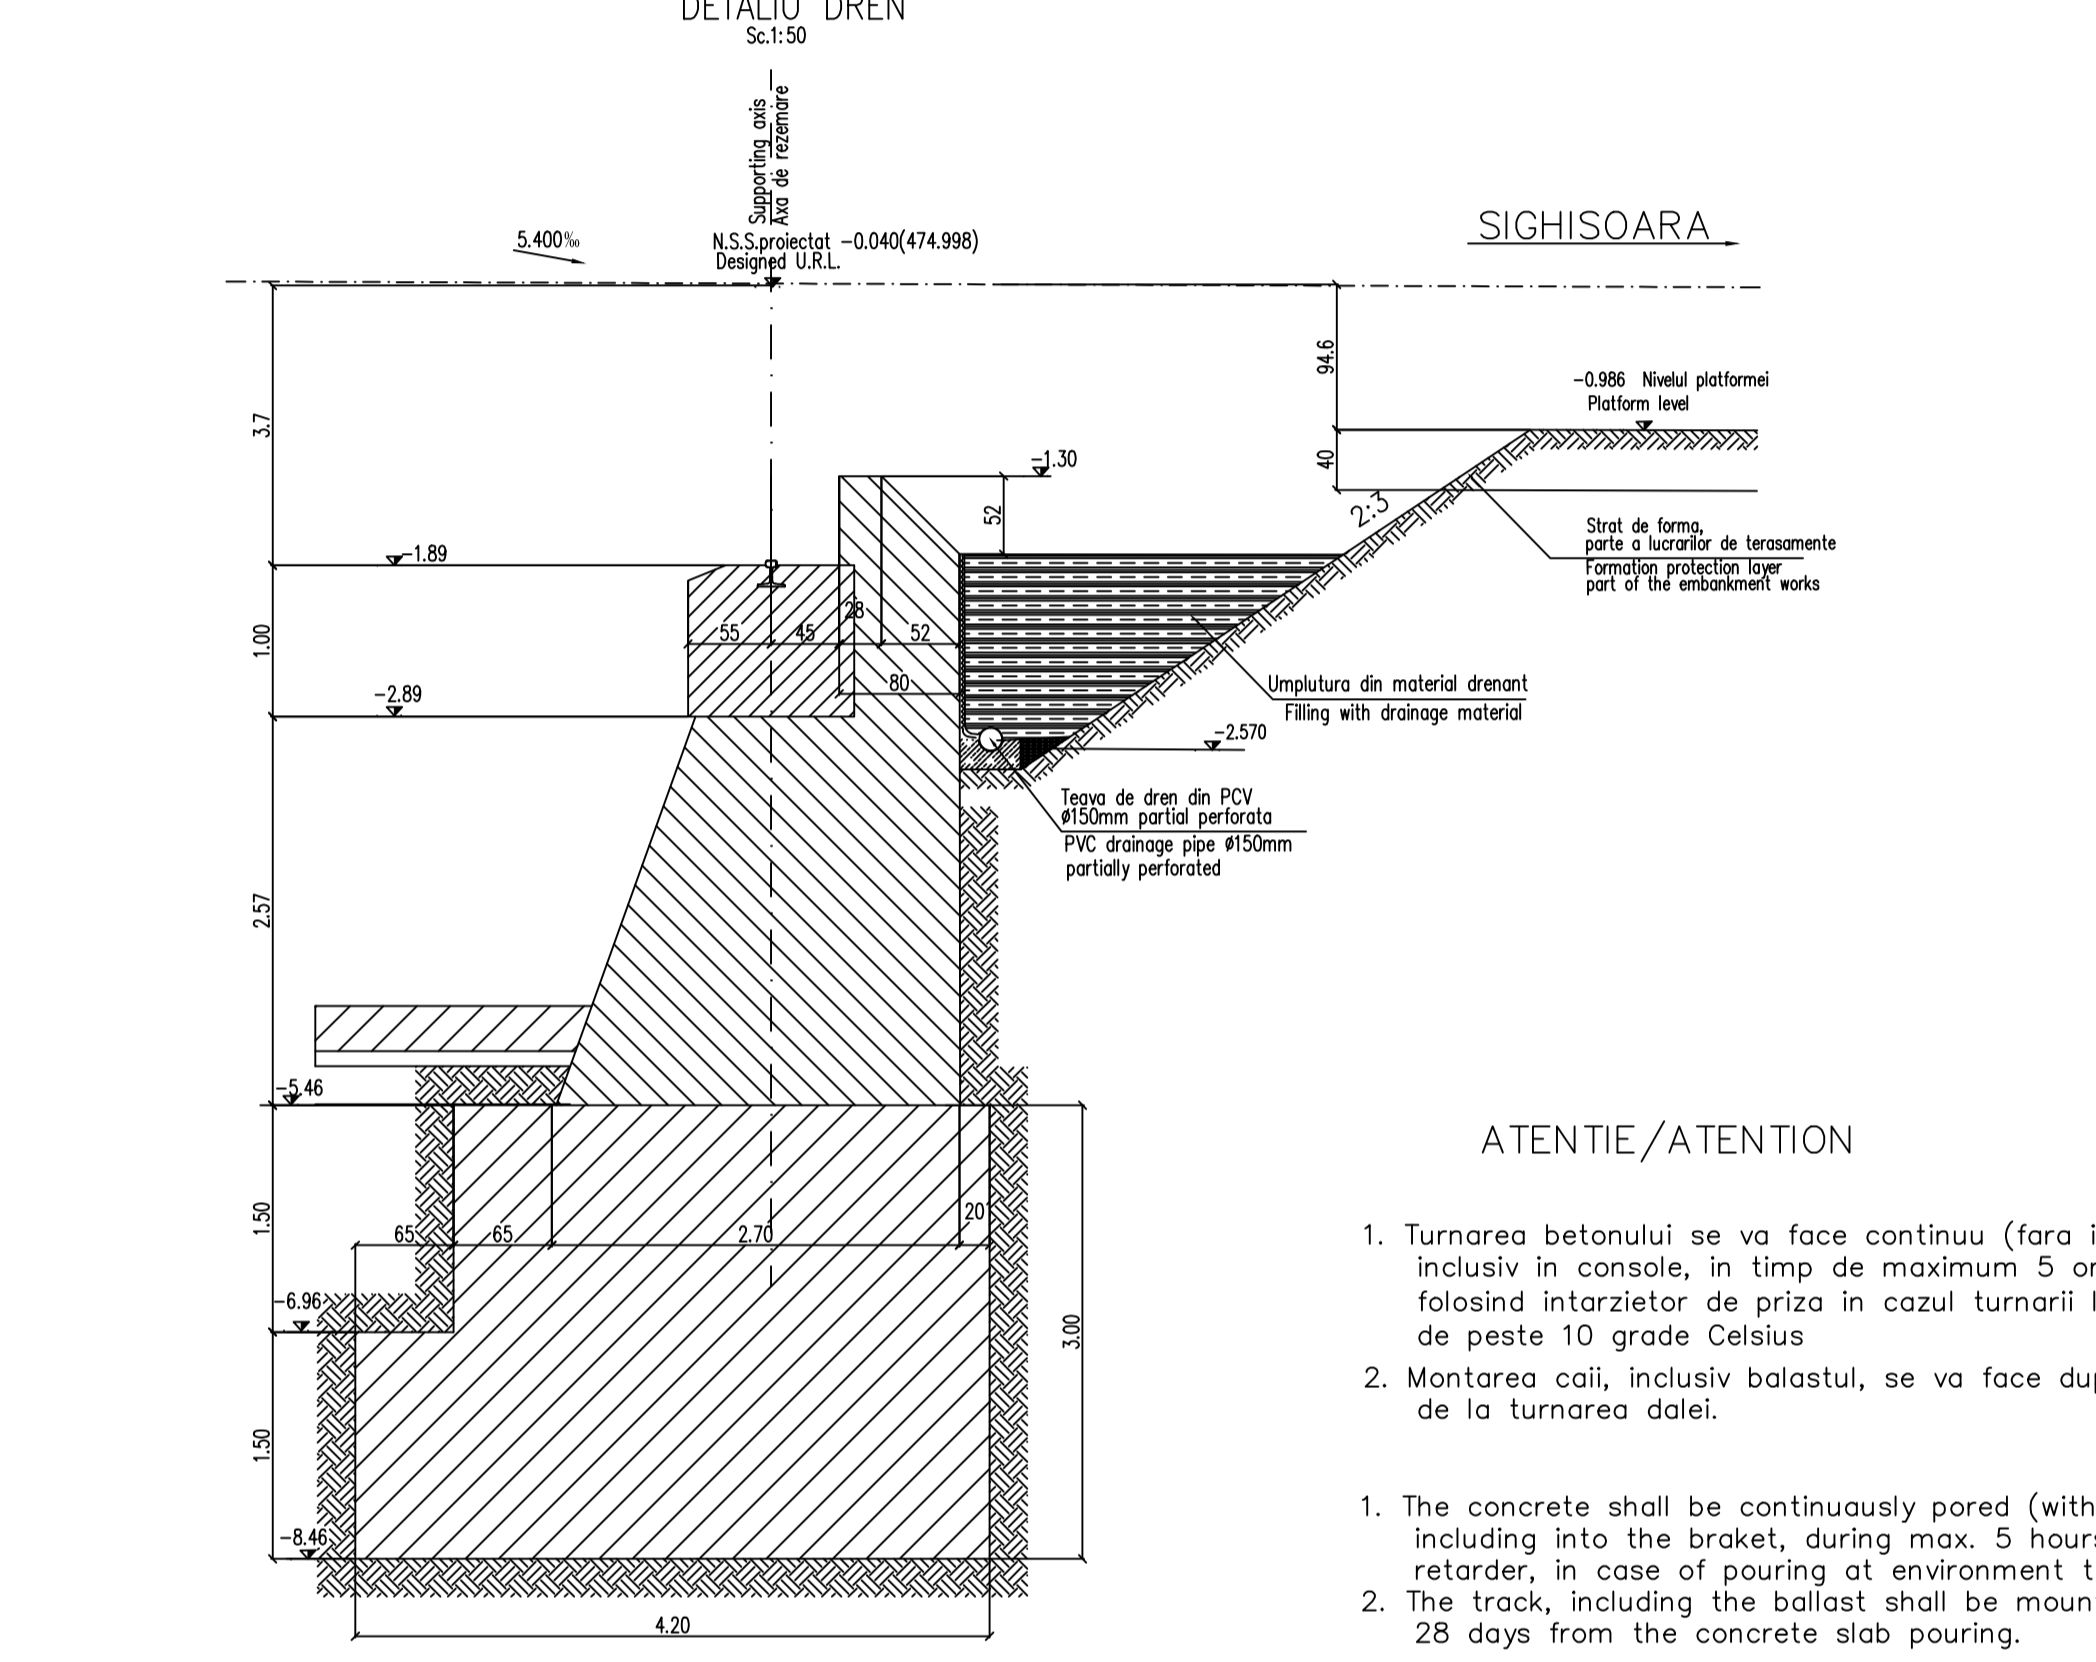 DETALIU DREN
Sc.1:50
Supporting axis
Axa de rezemare
5.400‰
N.S.S.proiectat -0.040(474.998)
Designed U.R.L.
SIGHISOARA
94.6
-0.986 Nivelul platformei
Platform level
3.7
40
-1.30
52
2:3
Strat de forma,
parte a lucrarilor de terasamente
Formation protection layer
part of the embankment works
-1.89
28
55
45
52
1.00
80
-2.89
Umplutura din material drenant
Filling with drainage material
-2.570
Teava de dren din PCV
Ø150mm partial perforata
PVC drainage pipe Ø150mm
partially perforated
2.57
-5.46
ATENTIE/ATENTION
1.50
65
65
2.70
20
1. Turnarea betonului se va face continuu (fara i
inclusiv in console, in timp de maximum 5 or
folosind intarzietor de priza in cazul turnarii l
de peste 10 grade Celsius
2. Montarea caii, inclusiv balastul, se va face dup
de la turnarea dalei.
-6.96
3.00
1.50
1. The concrete shall be continuausly pored (with
including into the braket, during max. 5 hours
retarder, in case of pouring at environment t
2. The track, including the ballast shall be moun
28 days from the concrete slab pouring.
-8.46
4.20